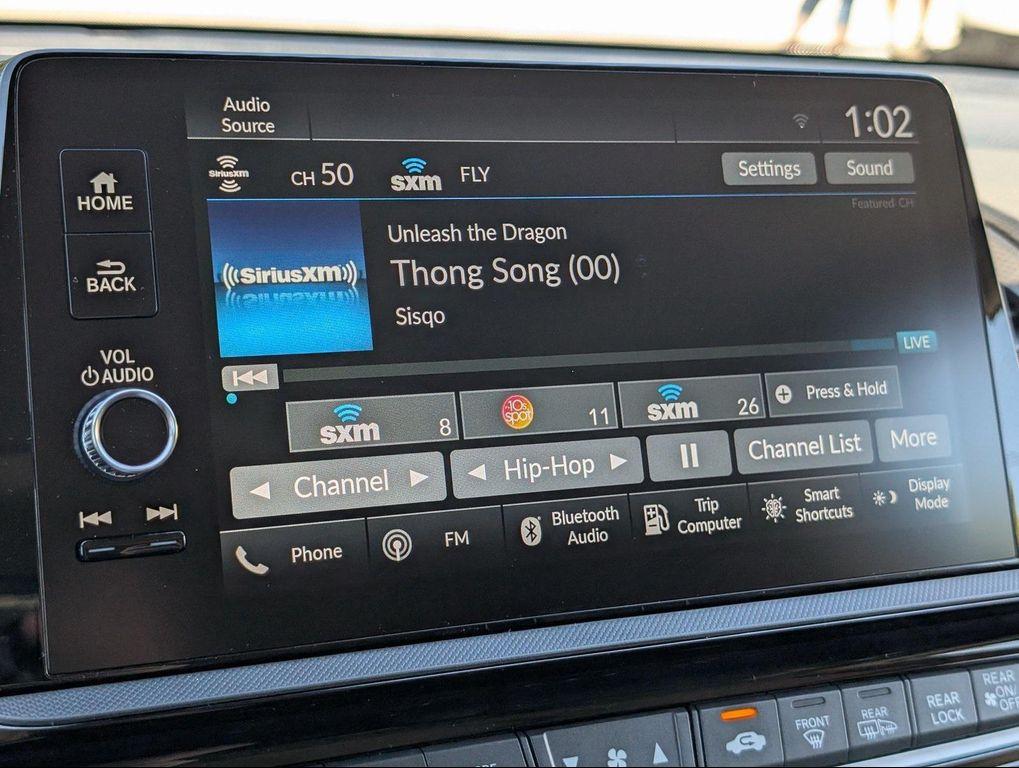 Audio
Source
1:02
SiriusXM
CH 50
sxm
FLY
Settings
Sound
Featured CH
HOME
BACK
((SiriusXM))
Unleash the Dragon
Thong Song (00)
Sisqo
LIVE
VOL
AUDIO
sxm 8
10s spot 11
sxm 26
Press & Hold
Channel
Hip-Hop
Channel List
More
Phone
FM
Bluetooth
Audio
Trip
Computer
Smart
Shortcuts
Display
Mode
FRONT
REAR
REAR
LOCK
REAR
ON/
OFF